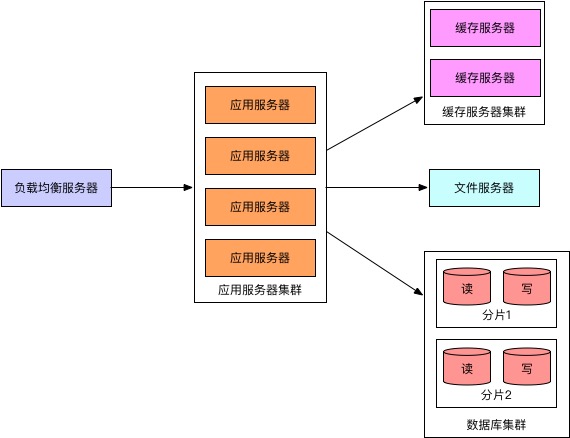 缓存服务器
缓存服务器
缓存服务器集群
应用服务器
应用服务器
应用服务器
应用服务器
应用服务器集群
负载均衡服务器
文件服务器
读 写
分片1
读 写
分片2
数据库集群